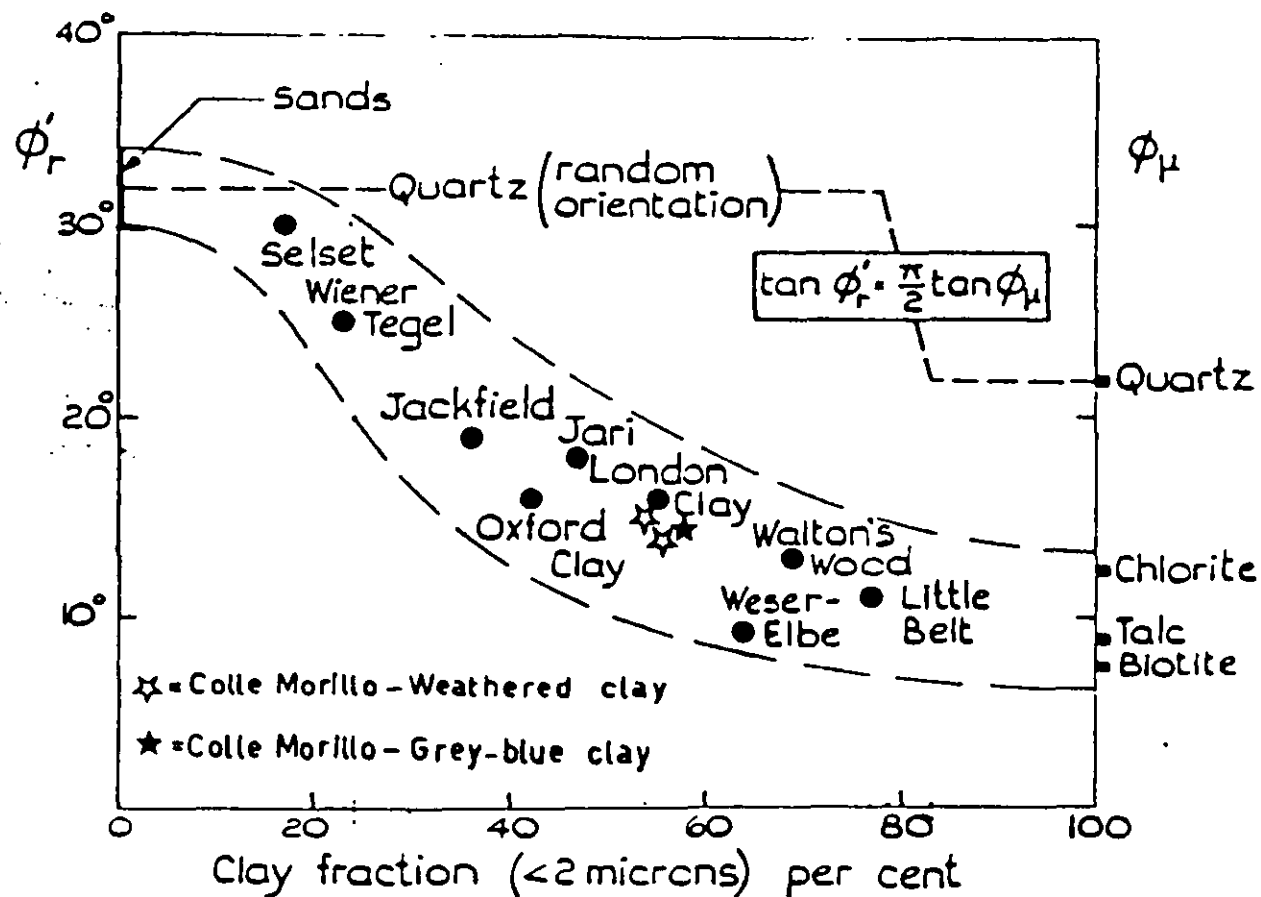 40°
Sands
ϕ'r
ϕμ
Quartz (random orientation)
30°
Selset
Wiener Tegel
tan ϕ'r = π/2 tan ϕμ
Quartz
20°
Jackfield
Jari
London Clay
Oxford Clay
Walton's Wood
Chlorite
10°
Weser-Elbe
Little Belt
Talc
Biotite
☆ = Colle Morillo – Weathered clay
★ = Colle Morillo – Grey-blue clay
0 20 40 60 80 100
Clay fraction (<2 microns) per cent